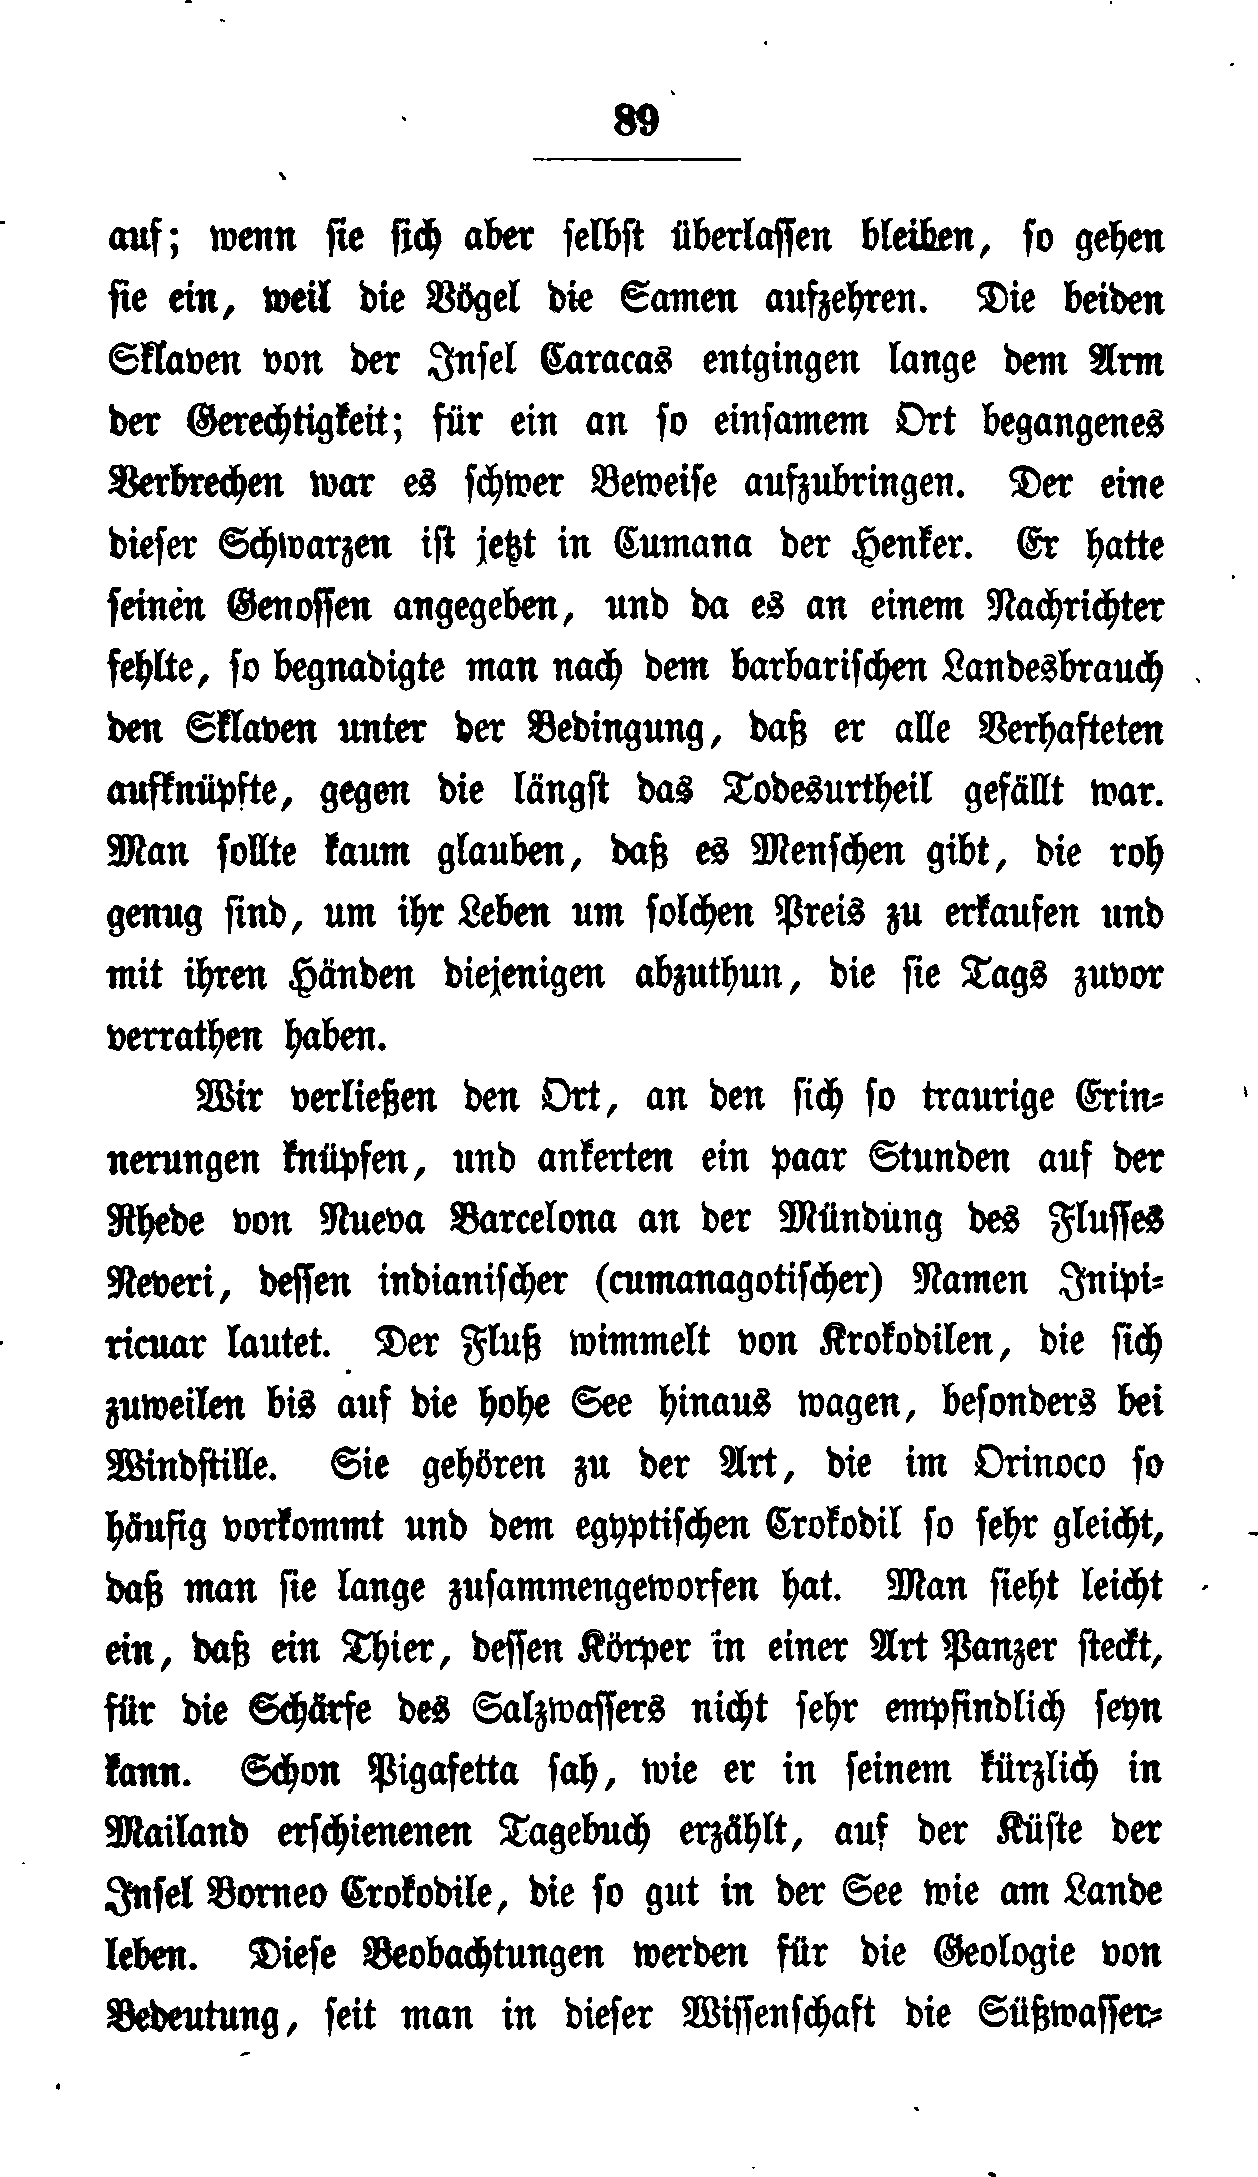 89
auf; wenn sie sich aber selbst überlassen bleiben, so gehen
sie ein, weil die Vögel die Samen aufzehren. Die beiden
Sklaven von der Insel Caracas entgingen lange dem Arm
der Gerechtigkeit; für ein an so einsamem Ort begangenes
Verbrechen war es schwer Beweise aufzubringen. Der eine
dieser Schwarzen ist jetzt in Cumana der Henker. Er hatte
seinen Genossen angegeben, und da es an einem Nachrichter
fehlte, so begnadigte man nach dem barbarischen Landesbrauch
den Sklaven unter der Bedingung, daß er alle Verhafteten
aufknüpfte, gegen die längst das Todesurtheil gefällt war.
Man sollte kaum glauben, daß es Menschen gibt, die roh
genug sind, um ihr Leben um solchen Preis zu erkaufen und
mit ihren Händen diejenigen abzuthun, die sie Tags zuvor
verrathen haben.
Wir verließen den Ort, an den sich so traurige Erin-
nerungen knüpfen, und ankerten ein paar Stunden auf der
Rhede von Nueva Barcelona an der Mündung des Flusses
Neveri, dessen indianischer (cumanagotischer) Namen Inipi-
ricuar lautet. Der Fluß wimmelt von Krokodilen, die sich
zuweilen bis auf die hohe See hinaus wagen, besonders bei
Windstille. Sie gehören zu der Art, die im Orinoco so
häufig vorkommt und dem egyptischen Crokodil so sehr gleicht,
daß man sie lange zusammengeworfen hat. Man sieht leicht
ein, daß ein Thier, dessen Körper in einer Art Panzer steckt,
für die Schärfe des Salzwassers nicht sehr empfindlich seyn
kann. Schon Pigafetta sah, wie er in seinem kürzlich in
Mailand erschienenen Tagebuch erzählt, auf der Küste der
Insel Borneo Crokodile, die so gut in der See wie am Lande
leben. Diese Beobachtungen werden für die Geologie von
Bedeutung, seit man in dieser Wissenschaft die Süßwasser-